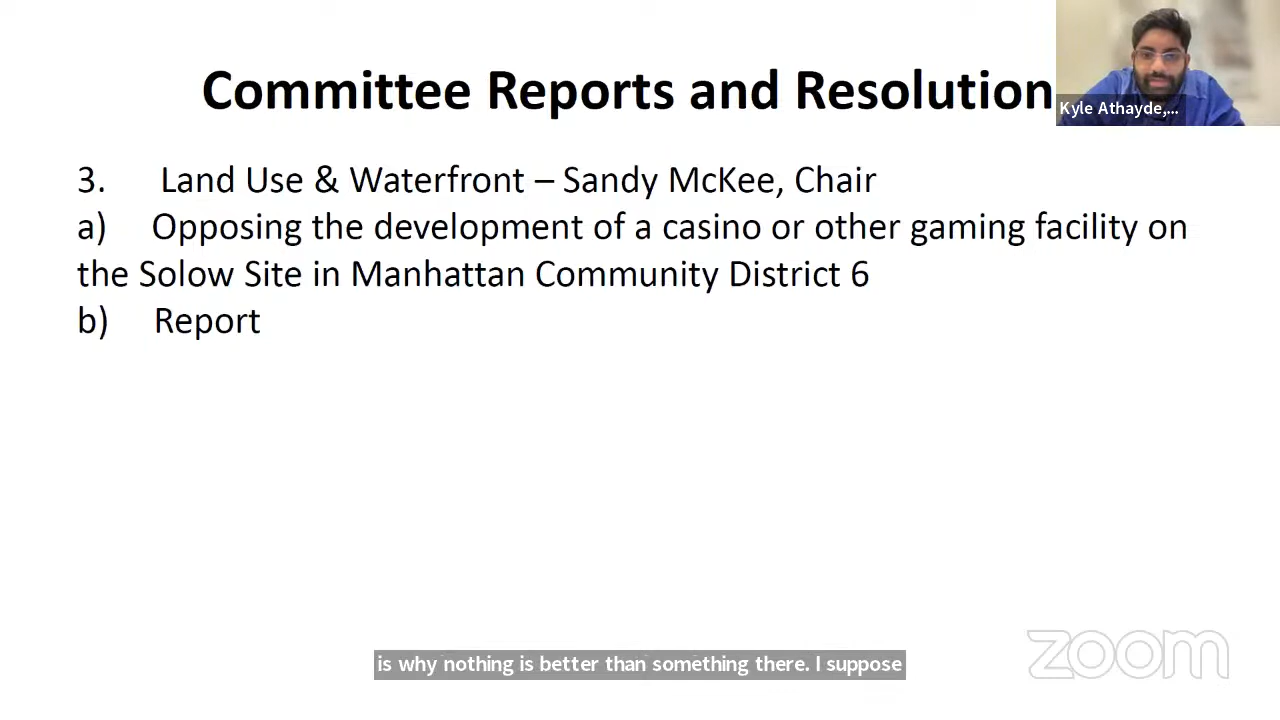 Committee Reports and Resolution
Kyle Athayde,...
3. Land Use & Waterfront – Sandy McKee, Chair
a) Opposing the development of a casino or other gaming facility on
the Solow Site in Manhattan Community District 6
b) Report
is why nothing is better than something there. I suppose
zoom